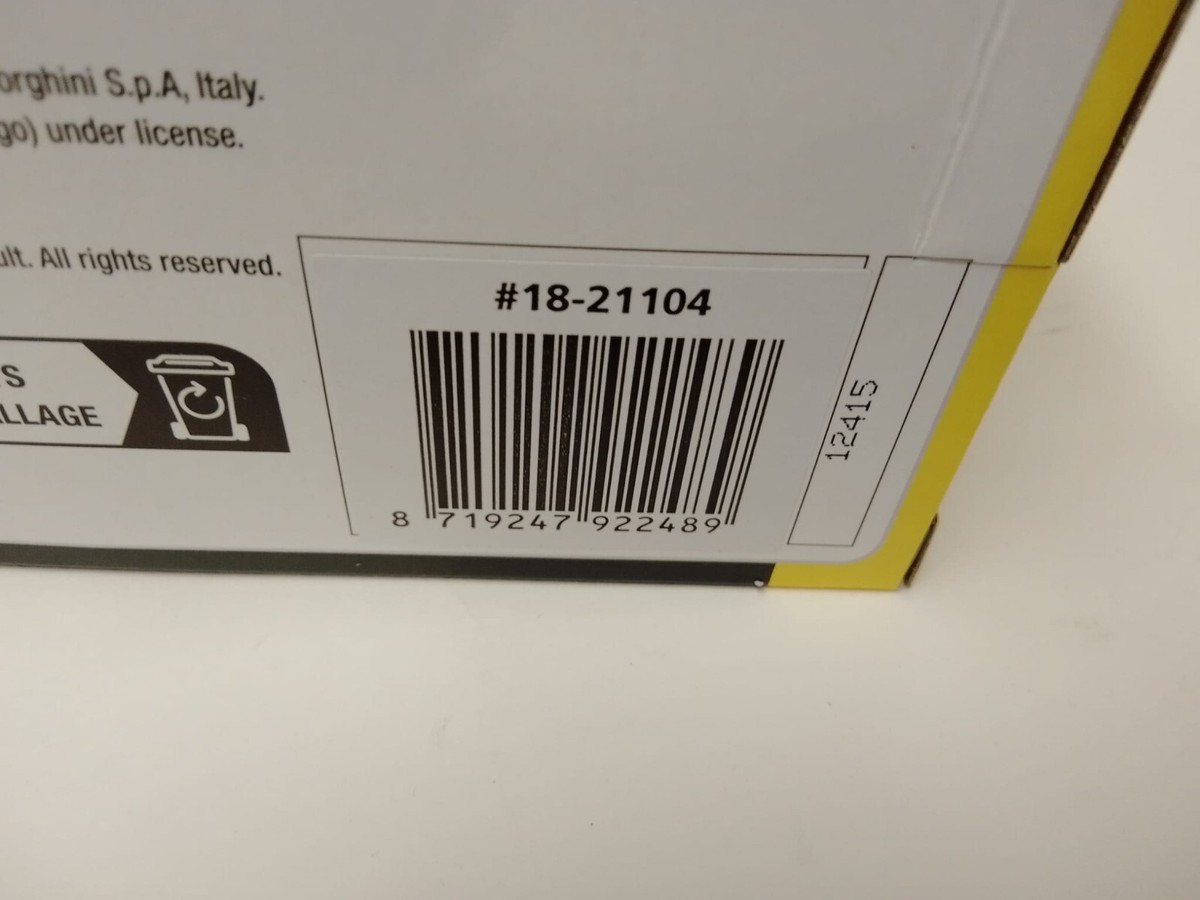 orghini S.p.A, Italy.
go) under license.
ult. All rights reserved.
#18-21104
LLAGE
12415
8 719247 922489